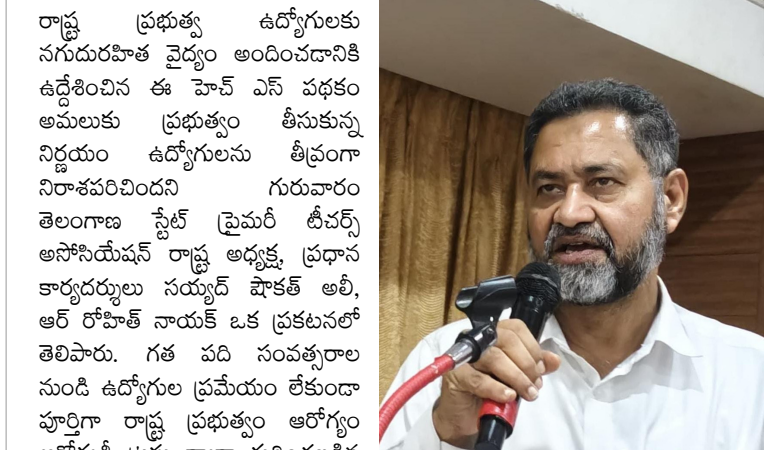 రాష్ట్ర ప్రభుత్వ ఉద్యోగులకు
నగుదురహిత వైద్యం అందించడానికి
ఉద్దేశించిన ఈ హెచ్ ఎస్ పథకం
అమలుకు ప్రభుత్వం తీసుకున్న
నిర్ణయం ఉద్యోగులను తీవ్రంగా
నిరాశపరిచిందని గురువారం
తెలంగాణ స్టేట్ ప్రైమరీ టీచర్స్
అసోసియేషన్ రాష్ట్ర అధ్యక్ష, ప్రధాన
కార్యదర్శులు సయ్యద్ షౌకత్ అలీ,
ఆర్ రోహిత్ నాయక్ ఒక ప్రకటనలో
తెలిపారు. గత పది సంవత్సరాల
నుండి ఉద్యోగుల ప్రమేయం లేకుండా
పూర్తిగా రాష్ట్ర ప్రభుత్వం ఆరోగ్యం